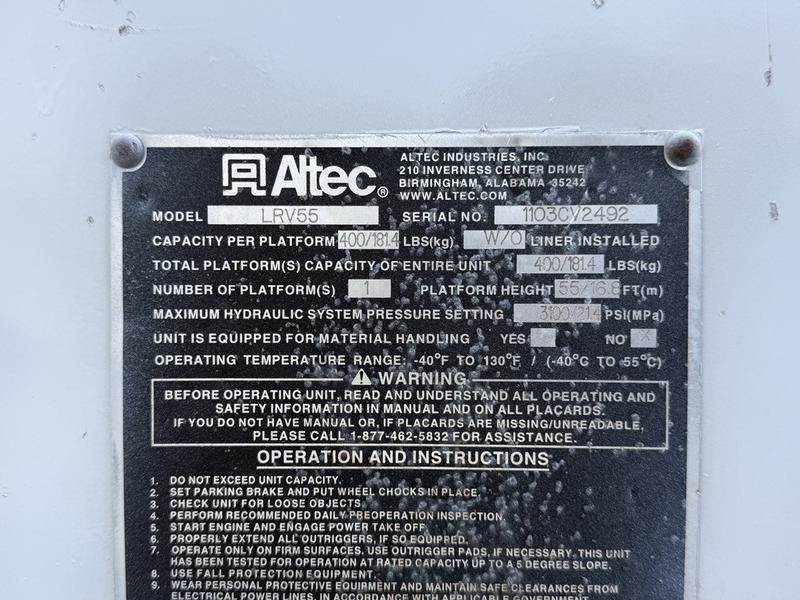 Altec®
ALTEC INDUSTRIES, INC.
210 INVERNESS CENTER DRIVE
BIRMINGHAM, ALABAMA 35242
WWW.ALTEC.COM
MODEL LRV55 SERIAL NO. 1103CV2492
CAPACITY PER PLATFORM 400/181.4 LBS(kg) W/O LINER INSTALLED
TOTAL PLATFORM(S) CAPACITY OF ENTIRE UNIT 400/181.4 LBS(kg)
NUMBER OF PLATFORM(S) 1 PLATFORM HEIGHT 55/16.8 FT(m)
MAXIMUM HYDRAULIC SYSTEM PRESSURE SETTING 3100/21.4 PSI(MPa)
UNIT IS EQUIPPED FOR MATERIAL HANDLING YES NO X
OPERATING TEMPERATURE RANGE: -40°F TO 130°F / (-40°C TO 55°C)
WARNING
BEFORE OPERATING UNIT, READ AND UNDERSTAND ALL OPERATING AND
SAFETY INFORMATION IN MANUAL AND ON ALL PLACARDS.
IF YOU DO NOT HAVE MANUAL OR, IF PLACARDS ARE MISSING/UNREADABLE,
PLEASE CALL 1-877-462-5832 FOR ASSISTANCE.
OPERATION AND INSTRUCTIONS
1. DO NOT EXCEED UNIT CAPACITY.
2. SET PARKING BRAKE AND PUT WHEEL CHOCKS IN PLACE.
3. CHECK UNIT FOR LOOSE OBJECTS.
4. PERFORM RECOMMENDED DAILY PREOPERATION INSPECTION.
5. START ENGINE AND ENGAGE POWER TAKE OFF.
6. PROPERLY EXTEND ALL OUTRIGGERS, IF SO EQUIPPED.
7. OPERATE ONLY ON FIRM SURFACES. USE OUTRIGGER PADS, IF NECESSARY. THIS UNIT
HAS BEEN TESTED FOR OPERATION AT RATED CAPACITY UP TO A 5 DEGREE SLOPE.
8. USE FALL PROTECTION EQUIPMENT.
9. WEAR PERSONAL PROTECTIVE EQUIPMENT AND MAINTAIN SAFE CLEARANCES FROM
ELECTRICAL POWER LINES, IN ACCORDANCE WITH APPLICABLE GOVERNMENT